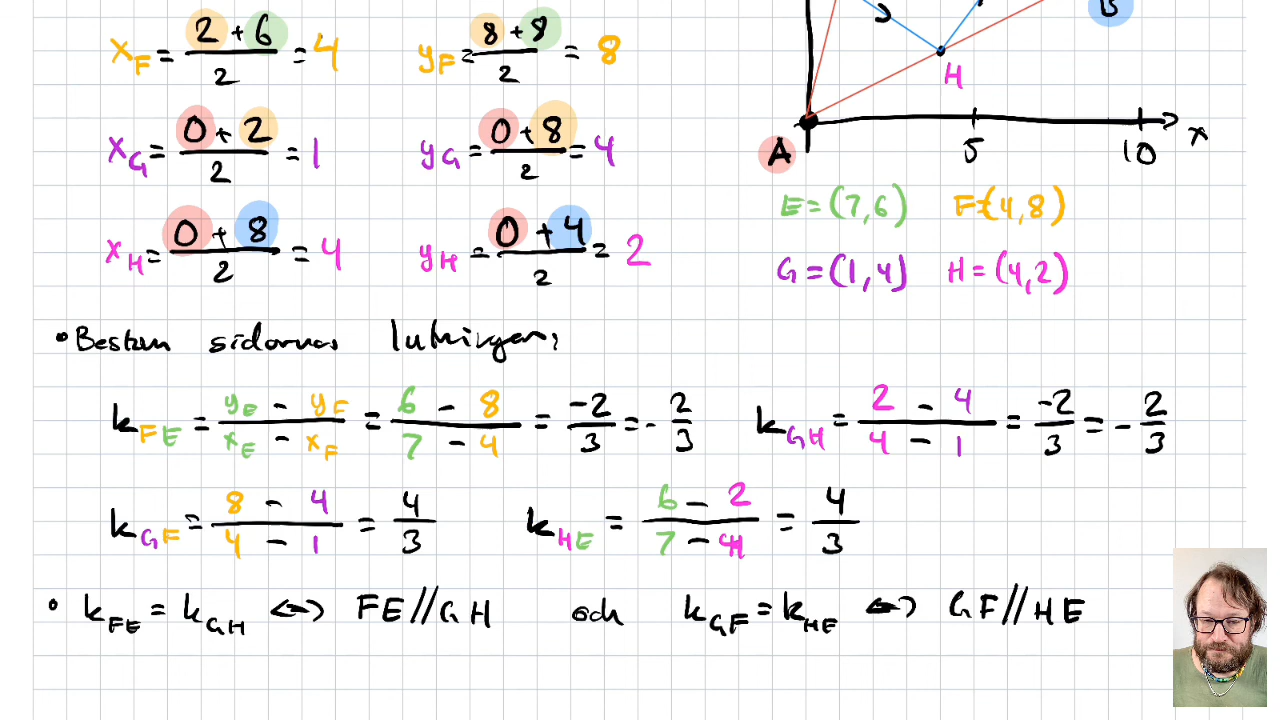 x_F = (2 + 6)/2 = 4
y_F = (8 + 8)/2 = 8
x_G = (0 + 2)/2 = 1
y_G = (0 + 8)/2 = 4
x_H = (0 + 8)/2 = 4
y_H = (0 + 4)/2 = 2
B
H
A
5
10
x
E=(7,6) F=(4,8)
G=(1,4) H=(4,2)
• Bestäm sidornas lutningar:
k_FE = (y_E − y_F)/(x_E − x_F) = (6 − 8)/(7 − 4) = -2/3 = - 2/3
k_GH = (2 − 4)/(4 − 1) = -2/3 = - 2/3
k_GF = (8 − 4)/(4 − 1) = 4/3
k_HE = (6 − 2)/(7 − 4) = 4/3
• k_FE = k_GH <=> FE//GH och k_GF = k_HE <=> GF//HE